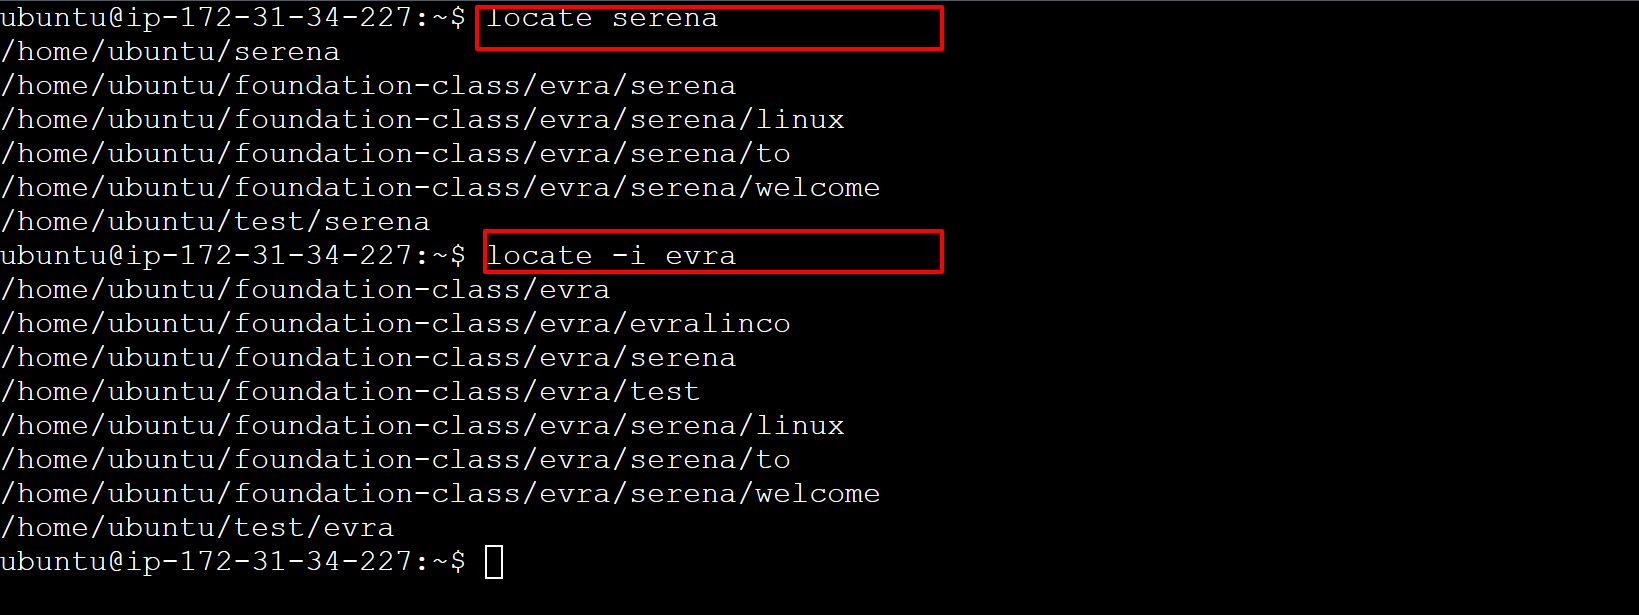 ubuntu@ip-172-31-34-227:~$ locate serena
/home/ubuntu/serena
/home/ubuntu/foundation-class/evra/serena
/home/ubuntu/foundation-class/evra/serena/linux
/home/ubuntu/foundation-class/evra/serena/to
/home/ubuntu/foundation-class/evra/serena/welcome
/home/ubuntu/test/serena
ubuntu@ip-172-31-34-227:~$ locate -i evra
/home/ubuntu/foundation-class/evra
/home/ubuntu/foundation-class/evra/evralinco
/home/ubuntu/foundation-class/evra/serena
/home/ubuntu/foundation-class/evra/test
/home/ubuntu/foundation-class/evra/serena/linux
/home/ubuntu/foundation-class/evra/serena/to
/home/ubuntu/foundation-class/evra/serena/welcome
/home/ubuntu/test/evra
ubuntu@ip-172-31-34-227:~$